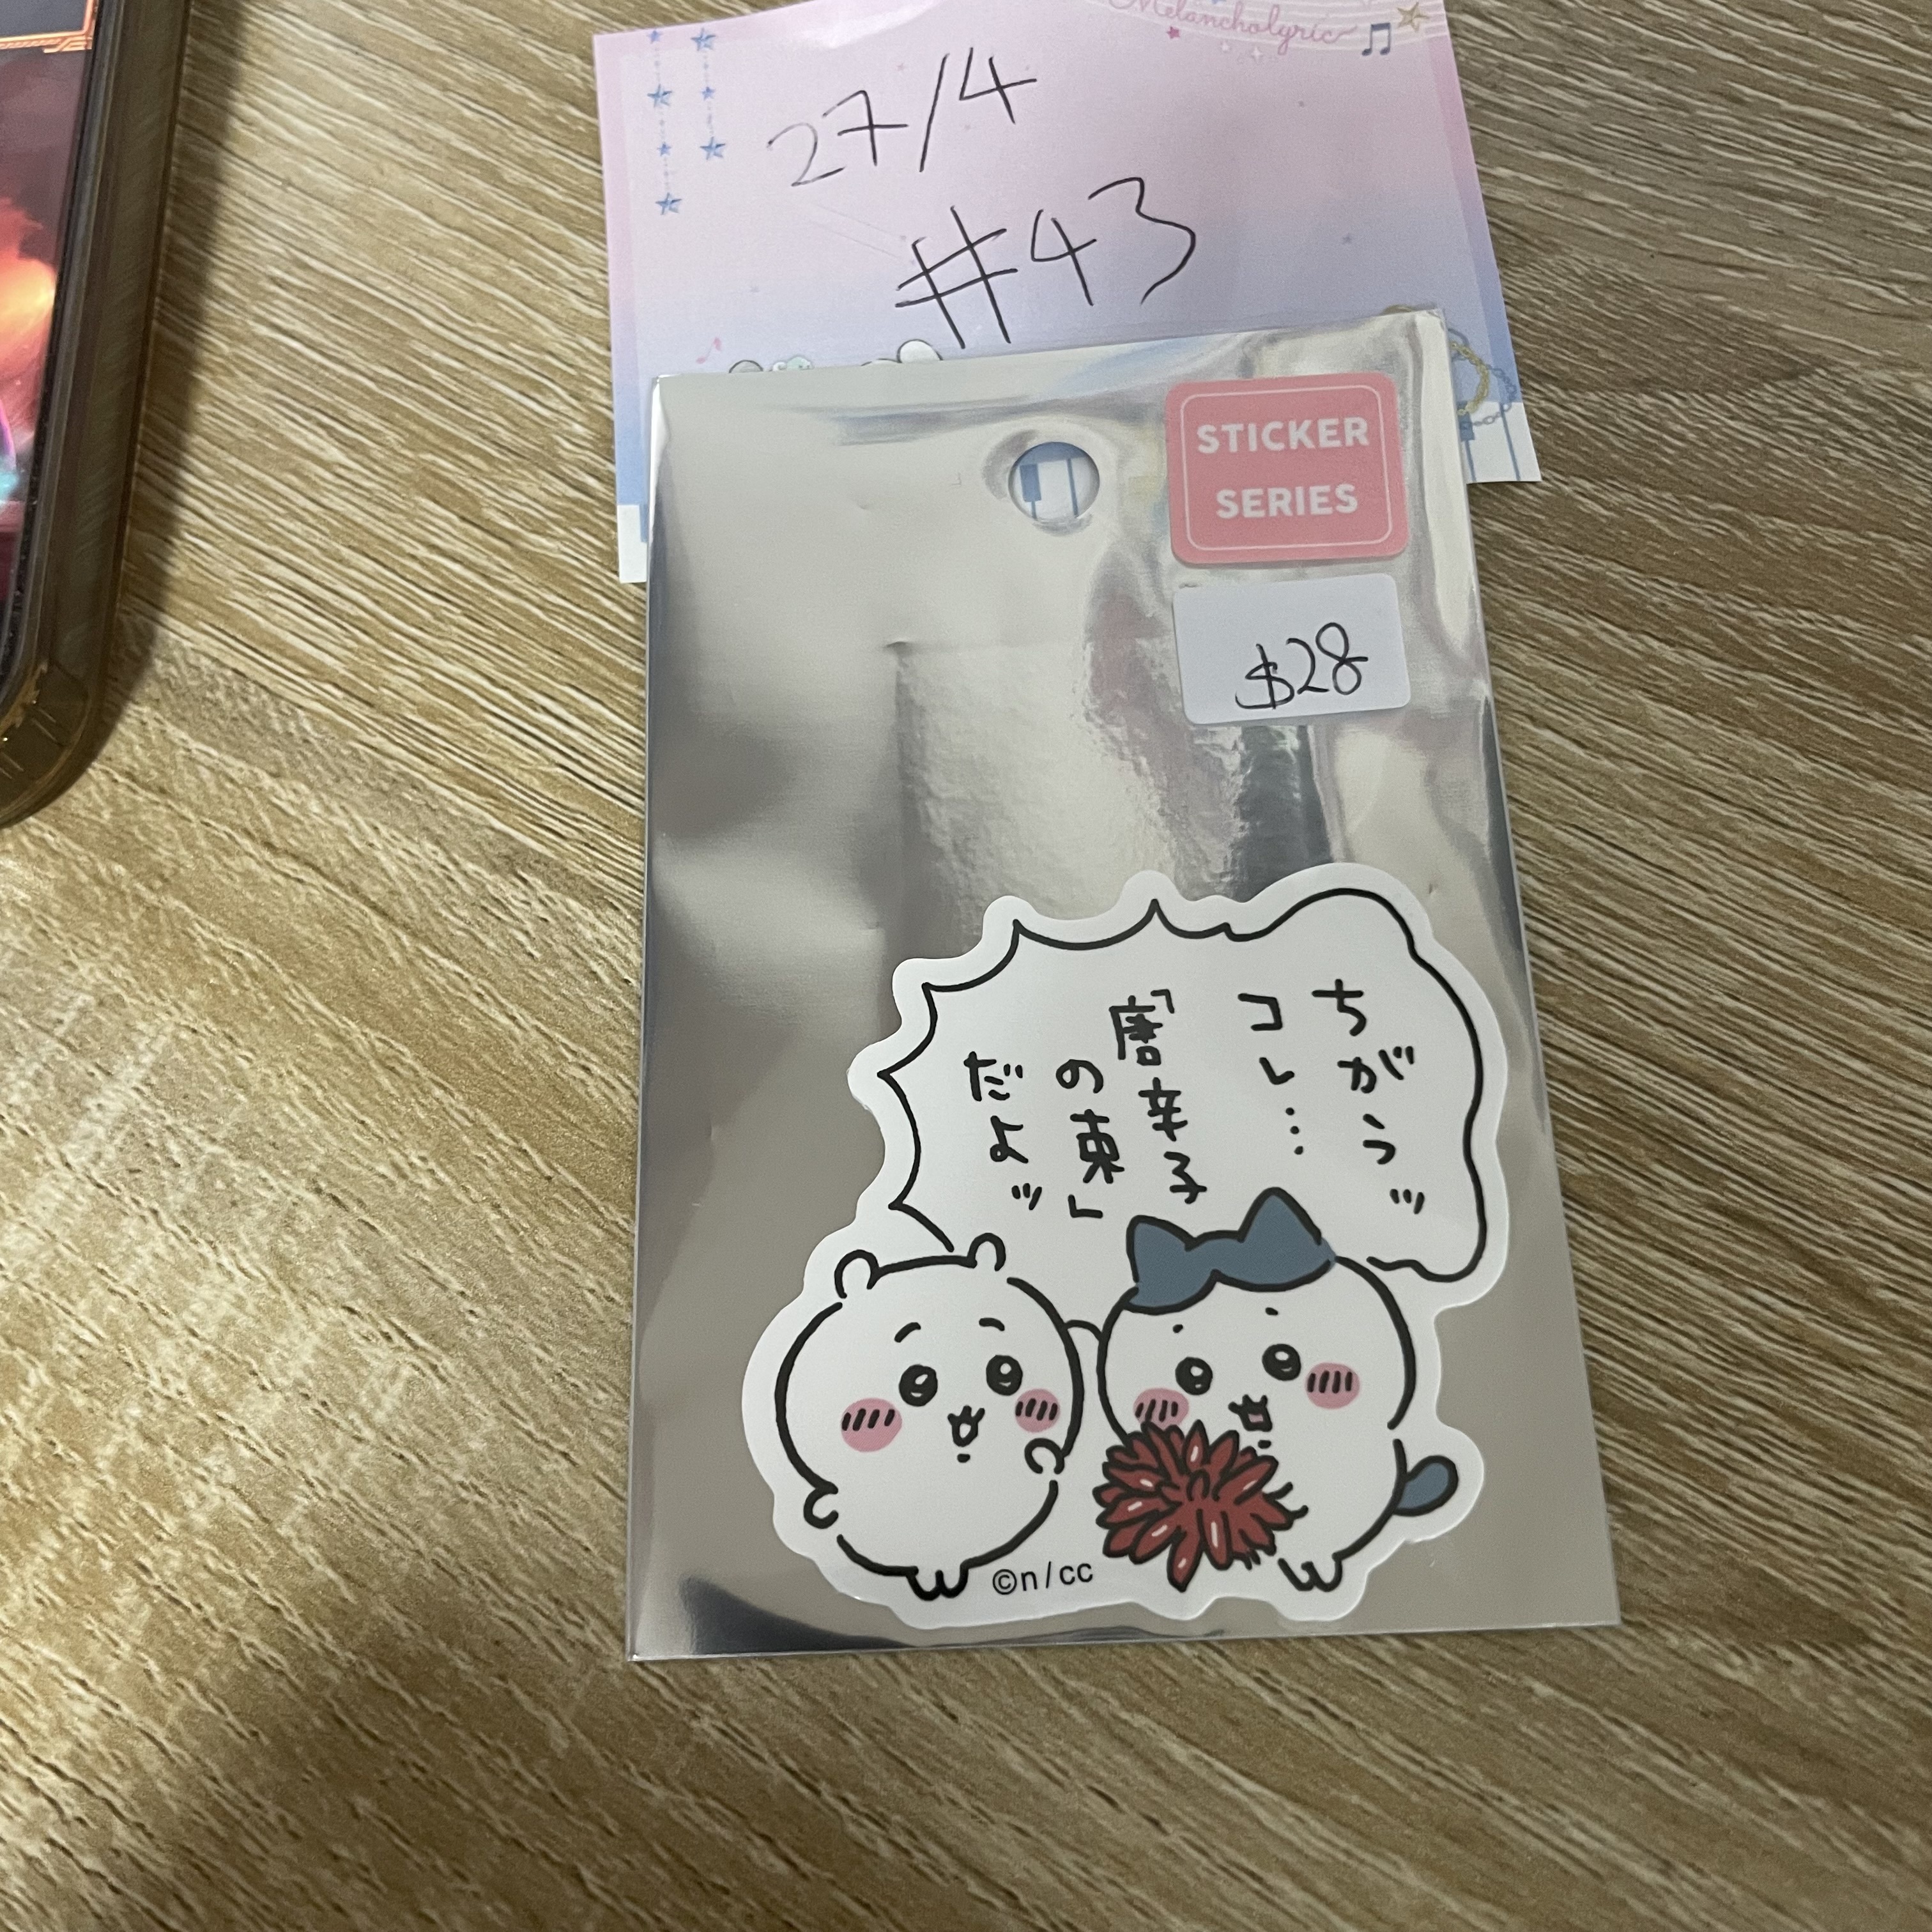 Melancholyric
27/4
#43
STICKER
SERIES
$28
ちがうッ
コレ…
「唐辛子
の束」
だよッ
©n/cc